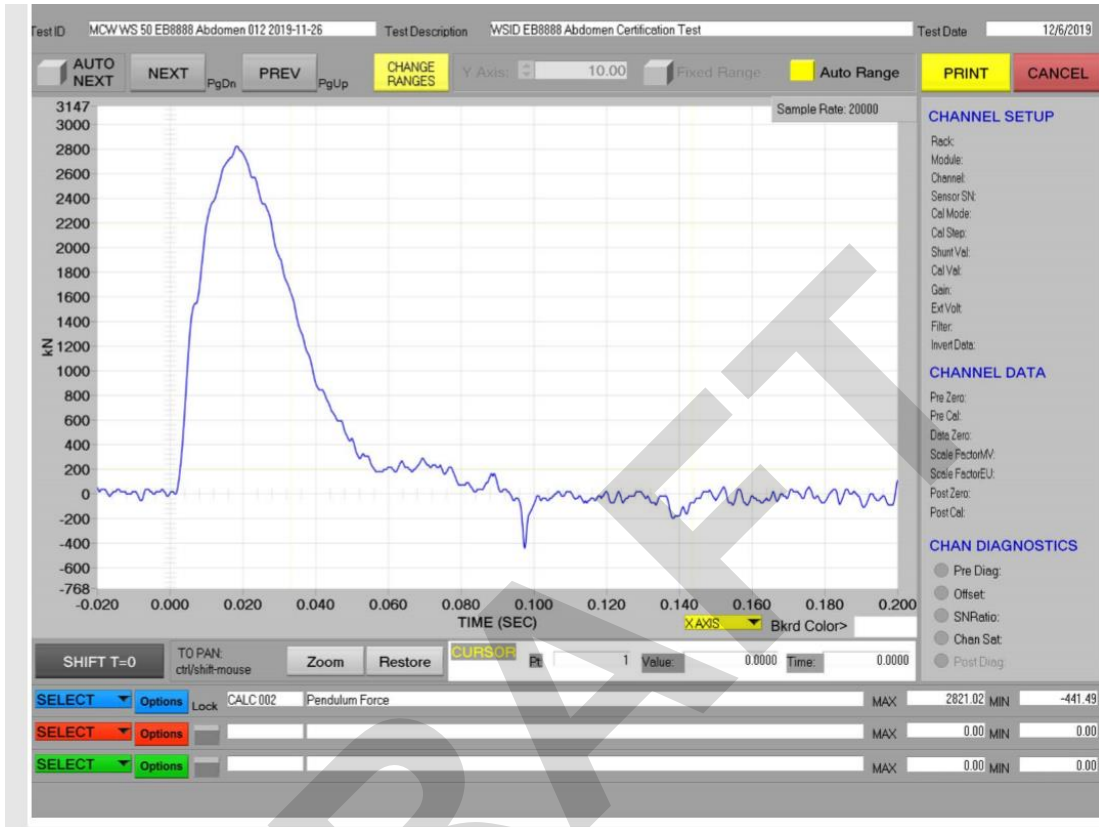 Test ID MCW WS 50 EB8888 Abdomen 012 2019-11-26 Test Description WSID EB8888 Abdomen Certification Test Test Date 12/6/2019
AUTO NEXT NEXT PgDn PREV PgUp CHANGE RANGES Y Axis: 10.00 Fixed Range Auto Range PRINT CANCEL
Sample Rate: 20000
3147
3000
2800
2600
2400
2200
2000
1800
1600
1400
1200
1000
800
600
400
200
0
-200
-400
-600
-768
kN
-0.020 0.000 0.020 0.040 0.060 0.080 0.100 0.120 0.140 0.160 0.180 0.200
TIME (SEC) X AXIS Bkrd Color>
CHANNEL SETUP
Rack:
Module:
Channel:
Sensor SN:
Cal Mode:
Cal Step:
Shunt Val:
Cal Val:
Gain:
Ext Volt:
Filter:
Invert Data:
CHANNEL DATA
Pre Zero:
Pre Cal:
Data Zero:
Scale FactorMV:
Scale FactorEU:
Post Zero:
Post Cal:
CHAN DIAGNOSTICS
Pre Diag:
Offset:
SNRatio:
Chan Sat:
Post Diag:
SHIFT T=0 TO PAN: ctrl/shift-mouse Zoom Restore CURSOR Pt: 1 Value: 0.0000 Time: 0.0000
SELECT Options Lock CALC 002 Pendulum Force MAX 2821.02 MIN -441.49
SELECT Options MAX 0.00 MIN 0.00
SELECT Options MAX 0.00 MIN 0.00
DRAFT